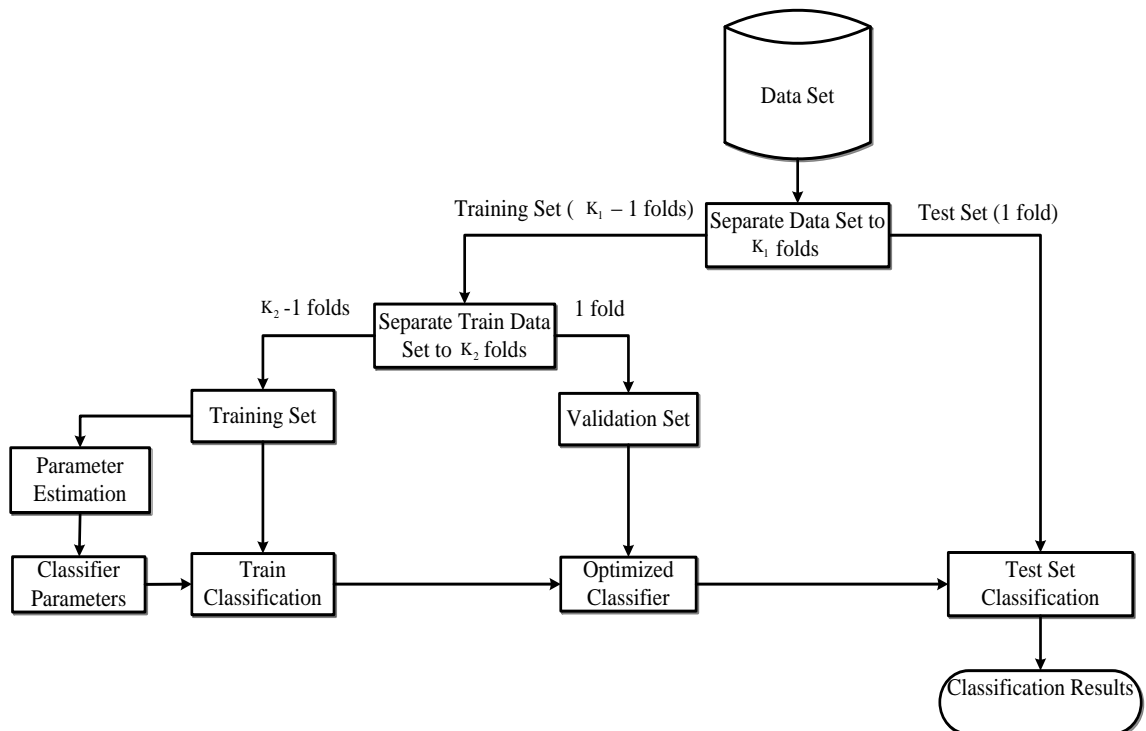 Data Set
Training Set ( K₁ – 1 folds)
Separate Data Set to
K₁ folds
Test Set (1 fold)
K₂ -1 folds
Separate Train Data
Set to K₂ folds
1 fold
Training Set
Validation Set
Parameter
Estimation
Classifier
Parameters
Train
Classification
Optimized
Classifier
Test Set
Classification
Classification Results